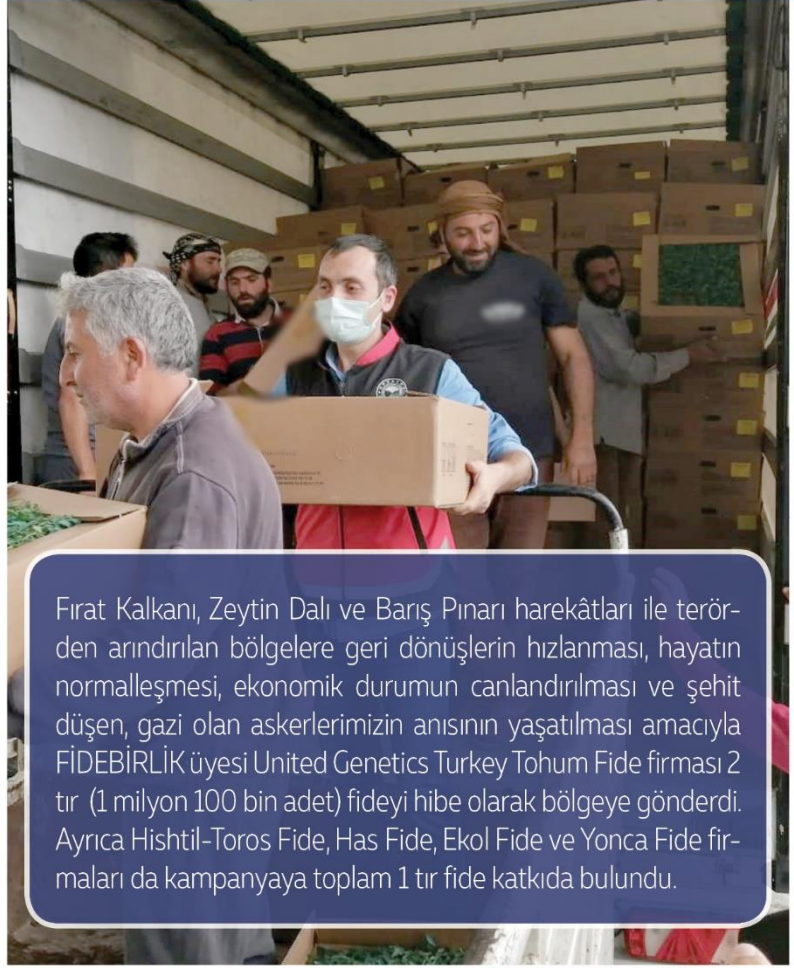 Fırat Kalkanı, Zeytin Dalı ve Barış Pınarı harekâtları ile terör-
den arındırılan bölgelere geri dönüşlerin hızlanması, hayatın
normalleşmesi, ekonomik durumun canlandırılması ve şehit
düşen, gazi olan askerlerimizin anısının yaşatılması amacıyla
FİDEBİRLİK üyesi United Genetics Turkey Tohum Fide firması 2
tır (1 milyon 100 bin adet) fideyi hibe olarak bölgeye gönderdi.
Ayrıca Hishtil-Toros Fide, Has Fide, Ekol Fide ve Yonca Fide fir-
maları da kampanyaya toplam 1 tır fide katkıda bulundu.